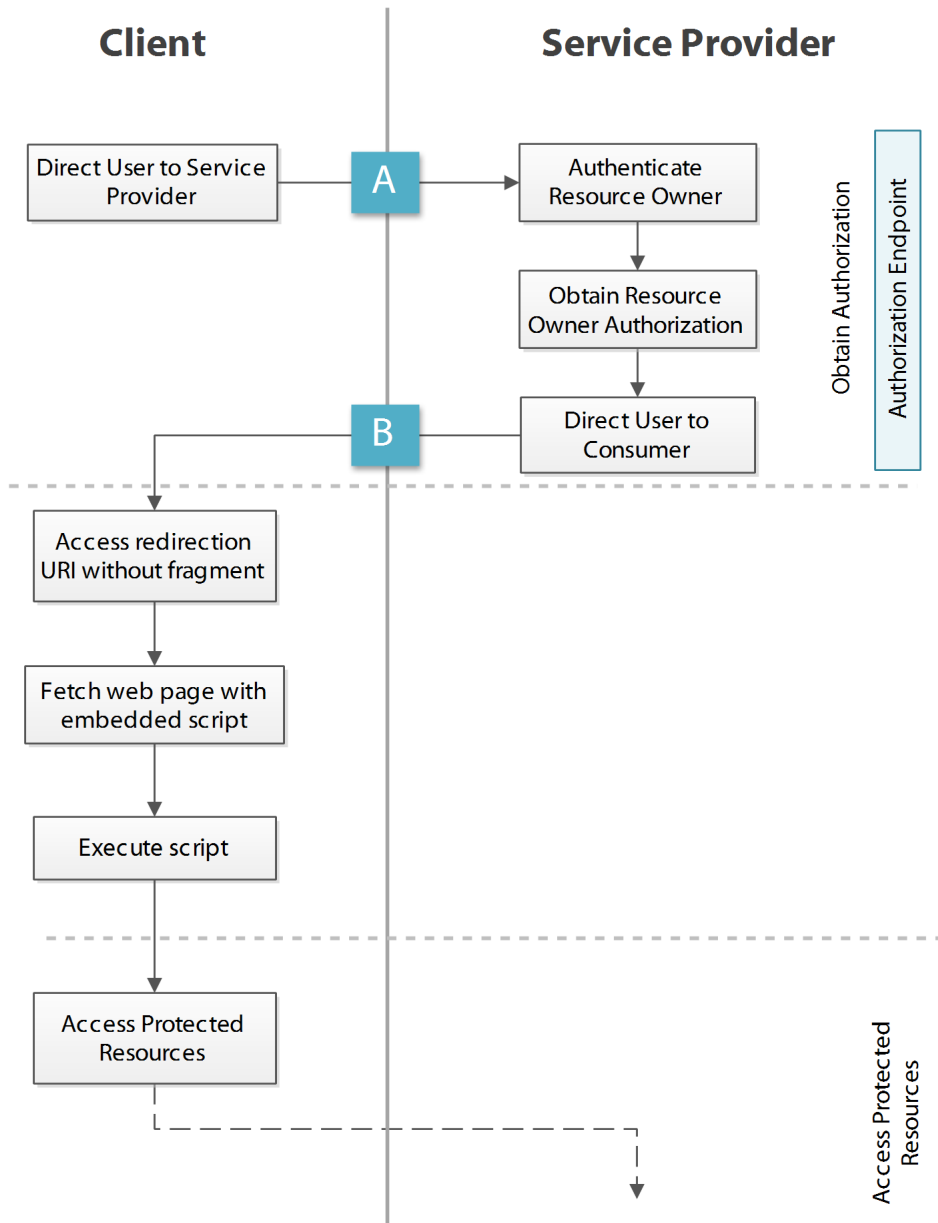 Client
Service Provider
Direct User to Service
Provider
A
Authenticate
Resource Owner
Obtain Resource
Owner Authorization
Obtain Authorization
Authorization Endpoint
B
Direct User to
Consumer
Access redirection
URI without fragment
Fetch web page with
embedded script
Execute script
Access Protected
Resources
Access Protected
Resources